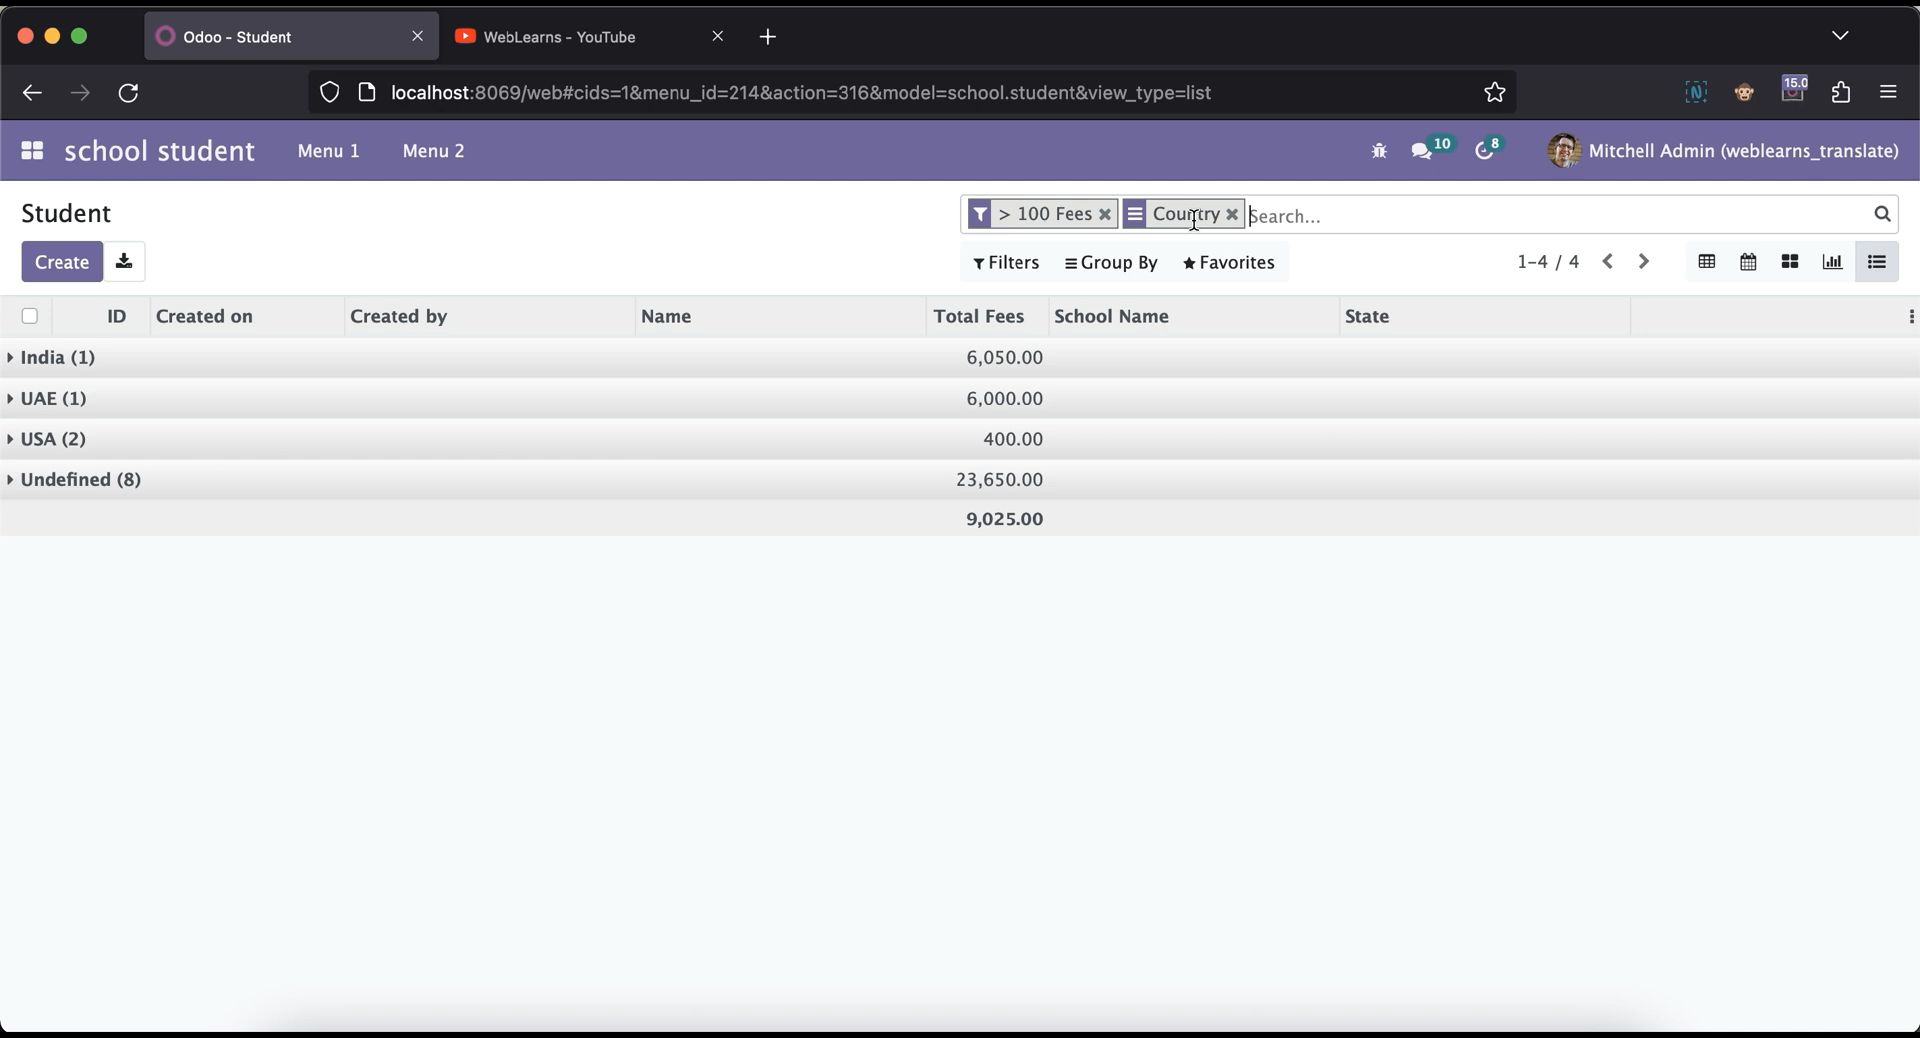 Odoo - Student
WebLearns - YouTube
localhost:8069/web#cids=1&menu_id=214&action=316&model=school.student&view_type=list
15.0
school student Menu 1 Menu 2
10 8 Mitchell Admin (weblearns_translate)
Student
> 100 Fees Country Search...
Create
Filters Group By Favorites
1-4 / 4
ID Created on Created by Name Total Fees School Name State
India (1) 6,050.00
UAE (1) 6,000.00
USA (2) 400.00
Undefined (8) 23,650.00
9,025.00